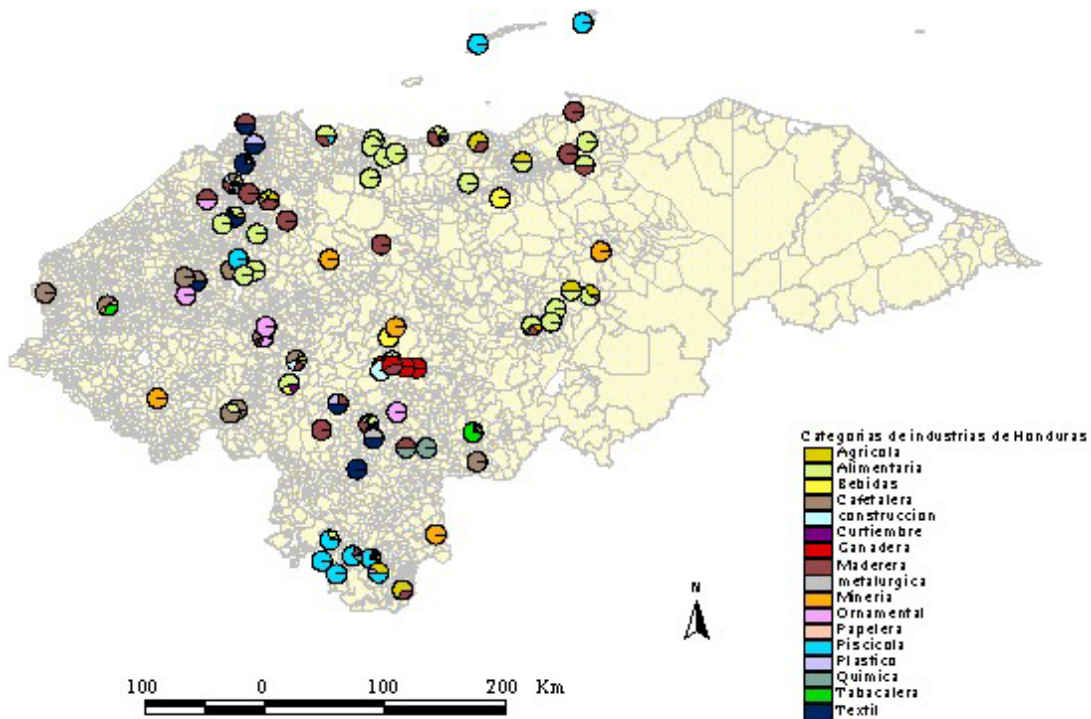 Categorias de industrias de Honduras
Agricola
Alimentaria
Bebidas
Cafetalera
construccion
Curtiembre
Ganadera
Maderera
metalurgica
Mineria
Ornamental
Papelera
Piscicola
Plastico
Quimica
Tabacalera
Textil
N
100 0 100 200 Km